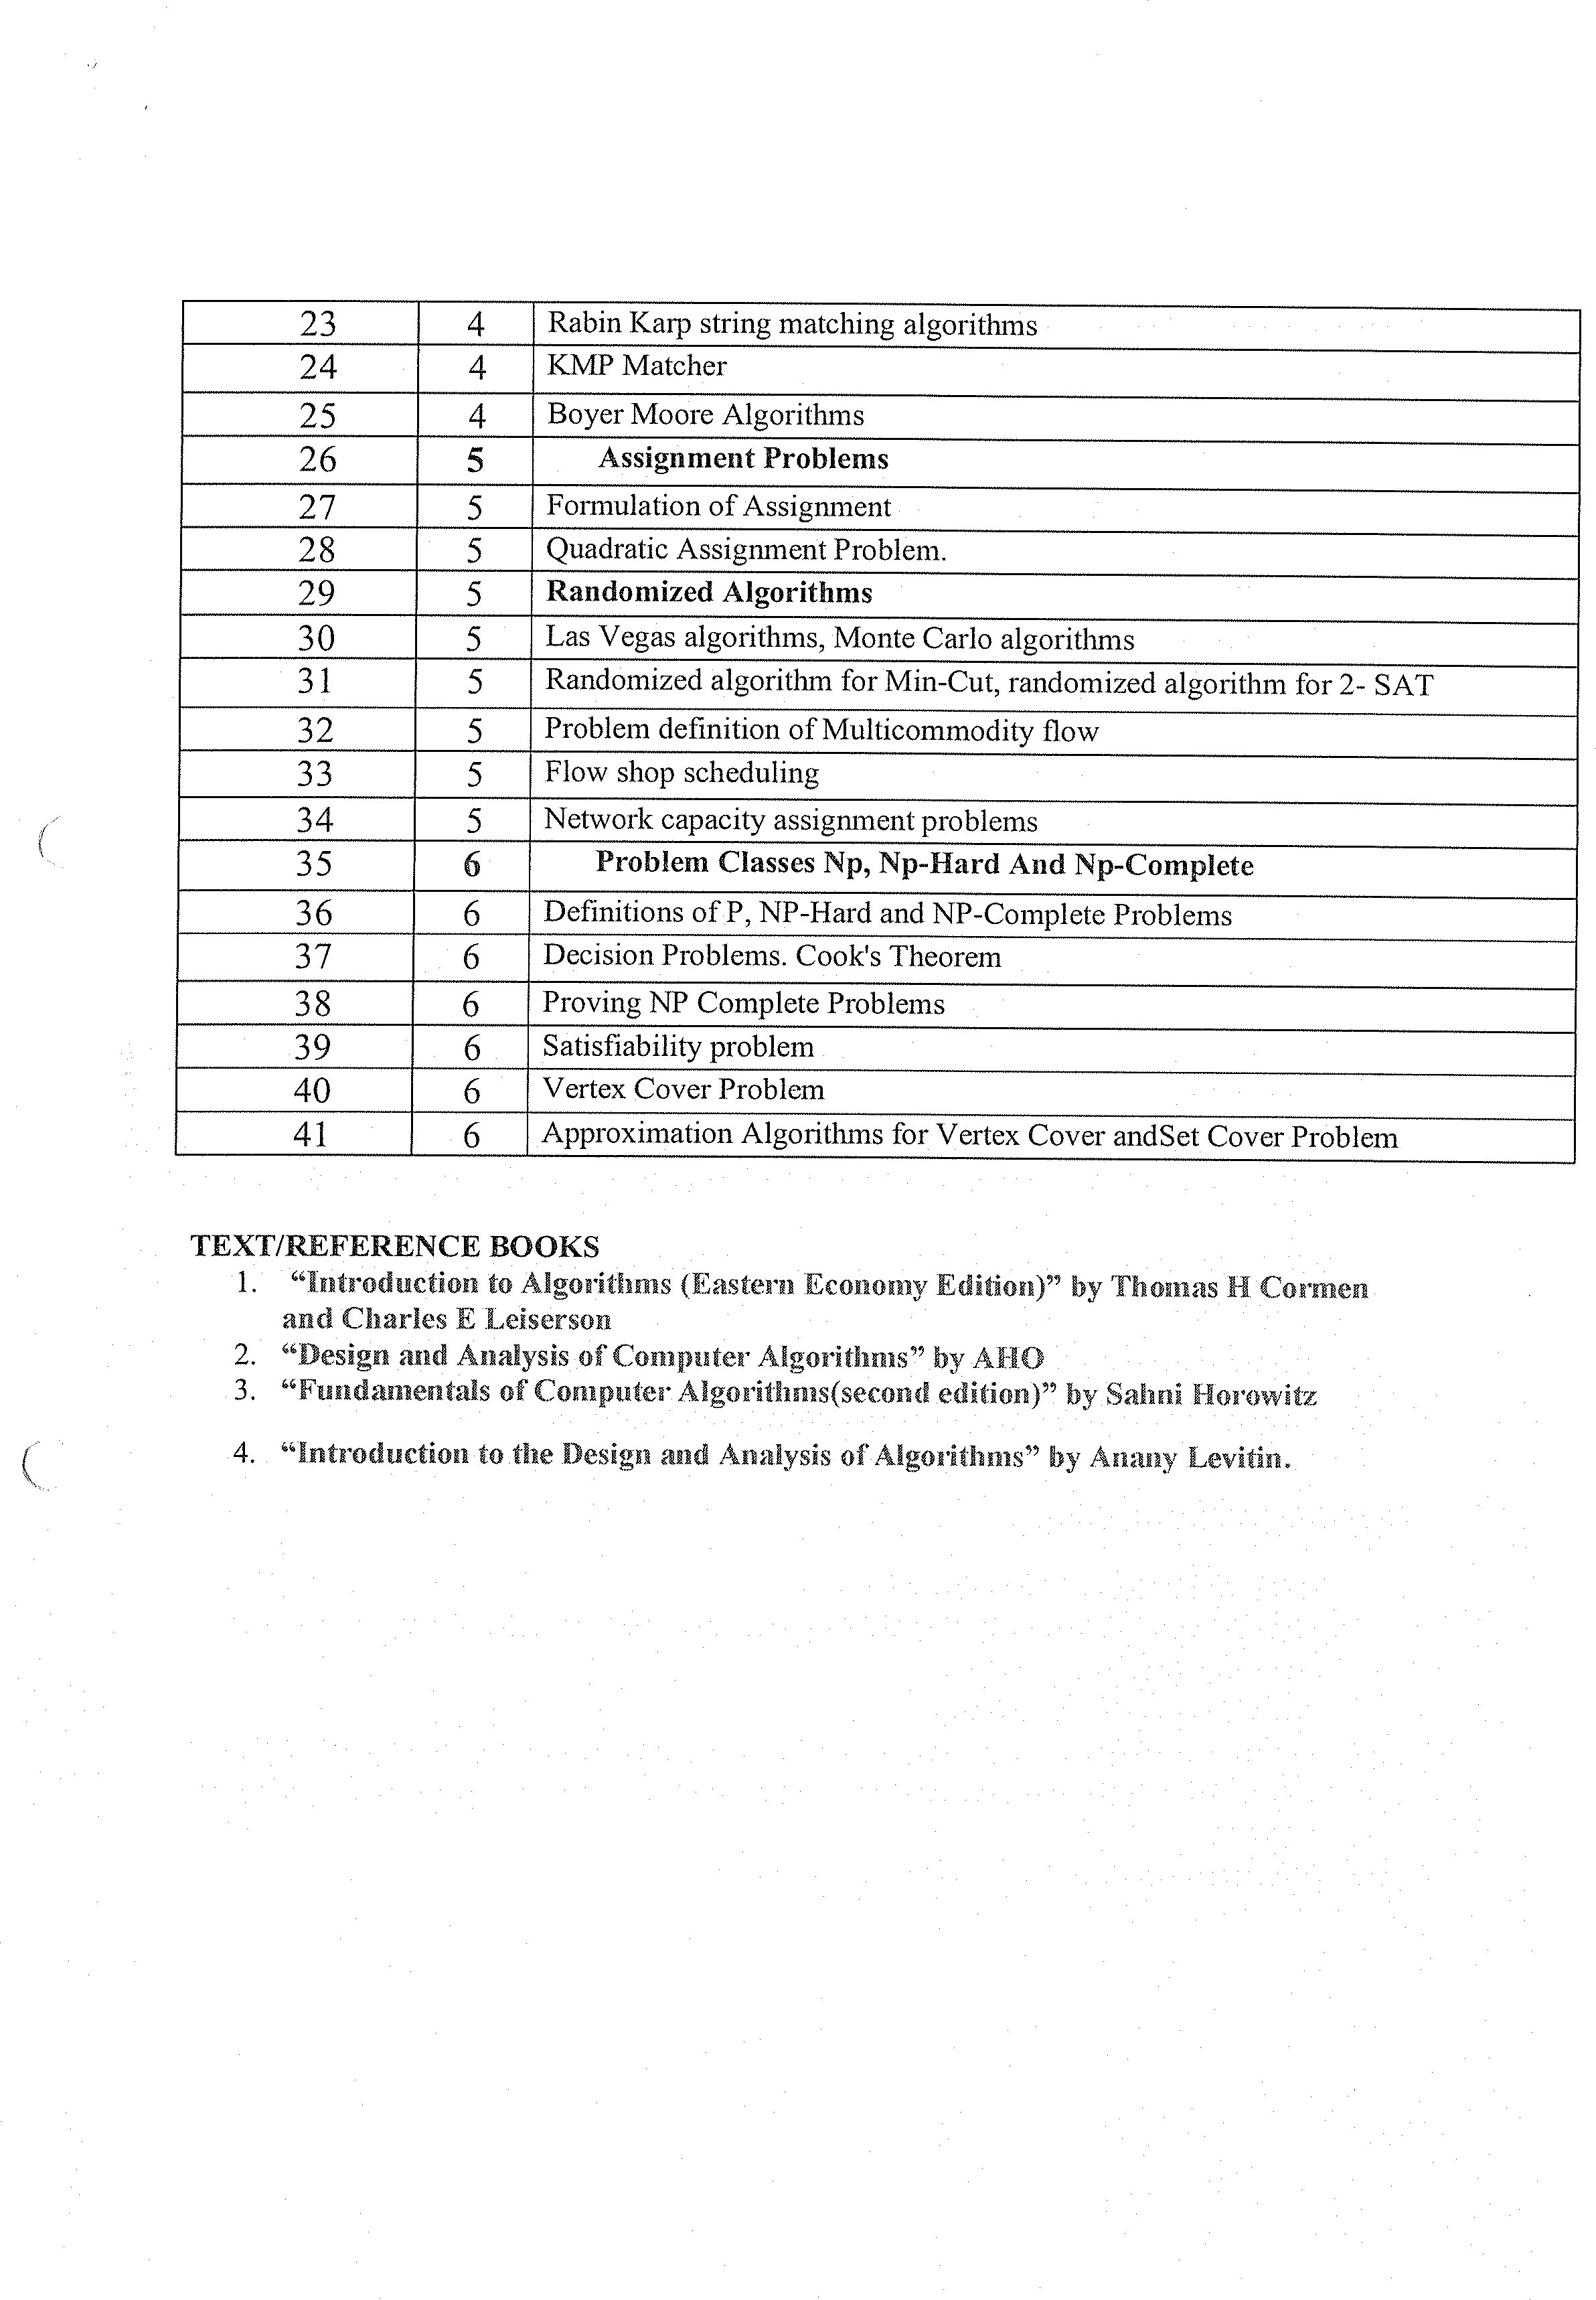 23 4 Rabin Karp string matching algorithms
24 4 KMP Matcher
25 4 Boyer Moore Algorithms
26 5 Assignment Problems
27 5 Formulation of Assignment
28 5 Quadratic Assignment Problem.
29 5 Randomized Algorithms
30 5 Las Vegas algorithms, Monte Carlo algorithms
31 5 Randomized algorithm for Min-Cut, randomized algorithm for 2- SAT
32 5 Problem definition of Multicommodity flow
33 5 Flow shop scheduling
34 5 Network capacity assignment problems
35 6 Problem Classes Np, Np-Hard And Np-Complete
36 6 Definitions of P, NP-Hard and NP-Complete Problems
37 6 Decision Problems. Cook's Theorem
38 6 Proving NP Complete Problems
39 6 Satisfiability problem
40 6 Vertex Cover Problem
41 6 Approximation Algorithms for Vertex Cover andSet Cover Problem
TEXT/REFERENCE BOOKS
1. “Introduction to Algorithms (Eastern Economy Edition)” by Thomas H Cormen
and Charles E Leiserson
2. “Design and Analysis of Computer Algorithms” by AHO
3. “Fundamentals of Computer Algorithms(second edition)” by Sahni Horowitz
4. “Introduction to the Design and Analysis of Algorithms” by Anany Levitin.